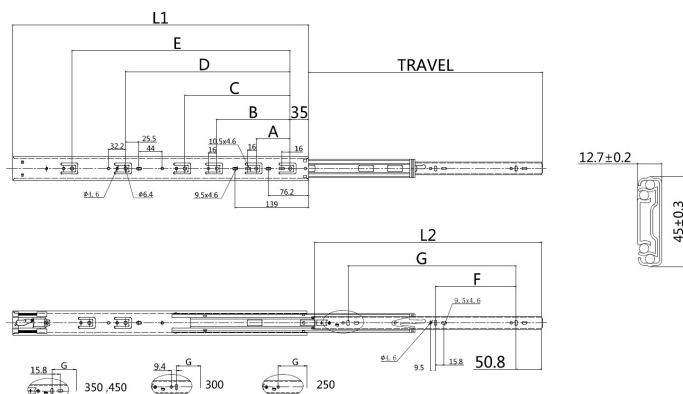 L1
E
D
TRAVEL
C
B
35
A
25.5
32.2
44
10.5x4.6
16
16
16
Ø4.6
Ø6.4
9.5x4.6
76.2
139
12.7±0.2
45±0.3
L2
G
F
9.5x4.6
Ø4.6
9.5
15.8
50.8
15.8
G
350 ,450
9.4
G
300
G
250